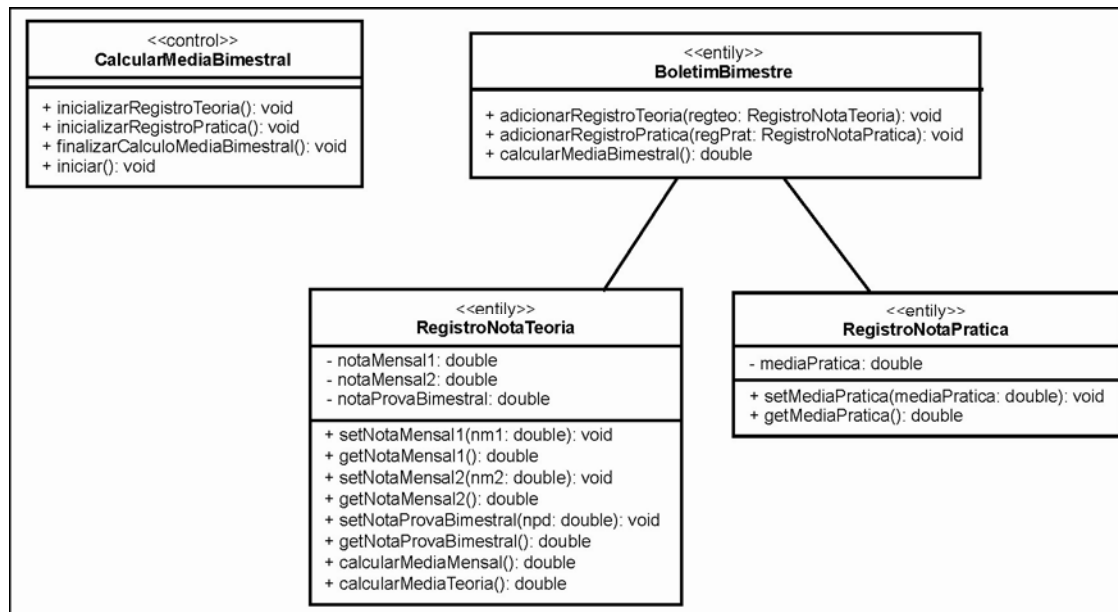 <<control>>
CalcularMediaBimestral
+ inicializarRegistroTeoria(): void
+ inicializarRegistroPratica(): void
+ finalizarCalculoMediaBimestral(): void
+ iniciar(): void
<<entily>>
BoletimBimestre
+ adicionarRegistroTeoria(regteo: RegistroNotaTeoria): void
+ adicionarRegistroPratica(regPrat: RegistroNotaPratica): void
+ calcularMediaBimestral(): double
<<entily>>
RegistroNotaTeoria
- notaMensal1: double
- notaMensal2: double
- notaProvaBimestral: double
+ setNotaMensal1(nm1: double): void
+ getNotaMensal1(): double
+ setNotaMensal2(nm2: double): void
+ getNotaMensal2(): double
+ setNotaProvaBimestral(npd: double): void
+ getNotaProvaBimestral(): double
+ calcularMediaMensal(): double
+ calcularMediaTeoria(): double
<<entily>>
RegistroNotaPratica
- mediaPratica: double
+ setMediaPratica(mediaPratica: double): void
+ getMediaPratica(): double